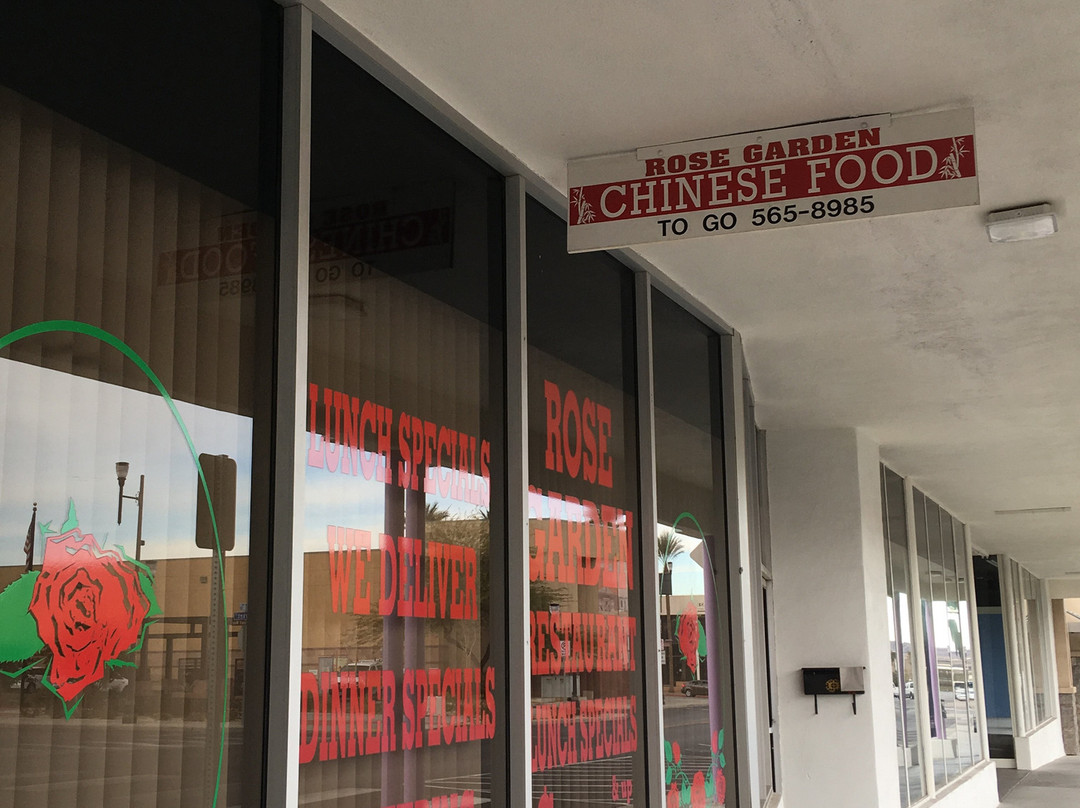 ROSE GARDEN
CHINESE FOOD
TO GO 565-8985
LUNCH SPECIALS
WE DELIVER
DINNER SPECIALS
ROSE
GARDEN
RESTAURANT
LUNCH SPECIALS
& up